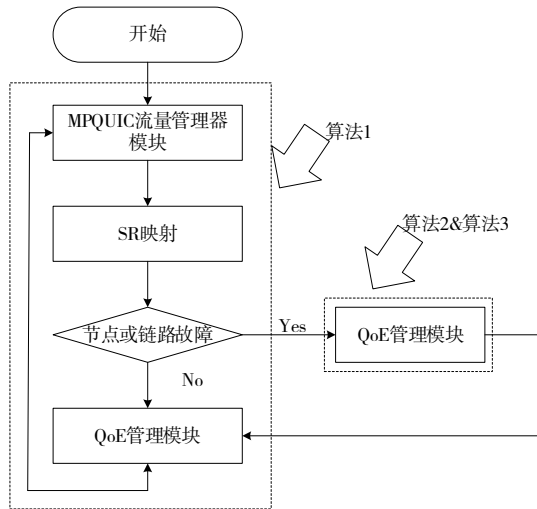 开始
MPQUIC流量管理器
模块
算法1
SR映射
算法2&算法3
节点或链路故障
Yes
QoE管理模块
No
QoE管理模块